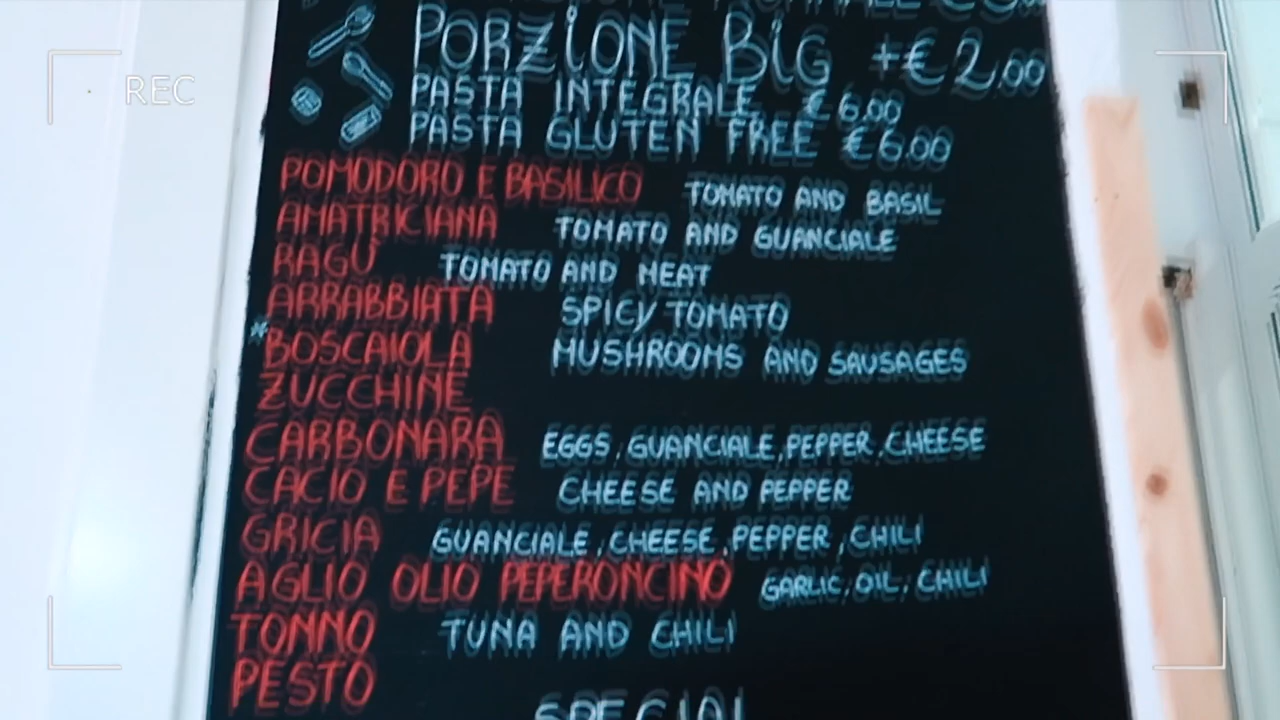 REC
PORZIONE BIG +€ 2.00
PASTA INTEGRALE € 6.00
PASTA GLUTEN FREE € 6.00
POMODORO E BASILICO TOMATO AND BASIL
AMATRICIANA TOMATO AND GUANCIALE
RAGÙ TOMATO AND MEAT
ARRABBIATA SPICY TOMATO
*BOSCAIOLA MUSHROOMS AND SAUSAGES
ZUCCHINE
CARBONARA EGGS, GUANCIALE, PEPPER, CHEESE
CACIO E PEPE CHEESE AND PEPPER
GRICIA GUANCIALE, CHEESE, PEPPER, CHILI
AGLIO OLIO PEPERONCINO GARLIC, OIL, CHILI
TONNO TUNA AND CHILI
PESTO